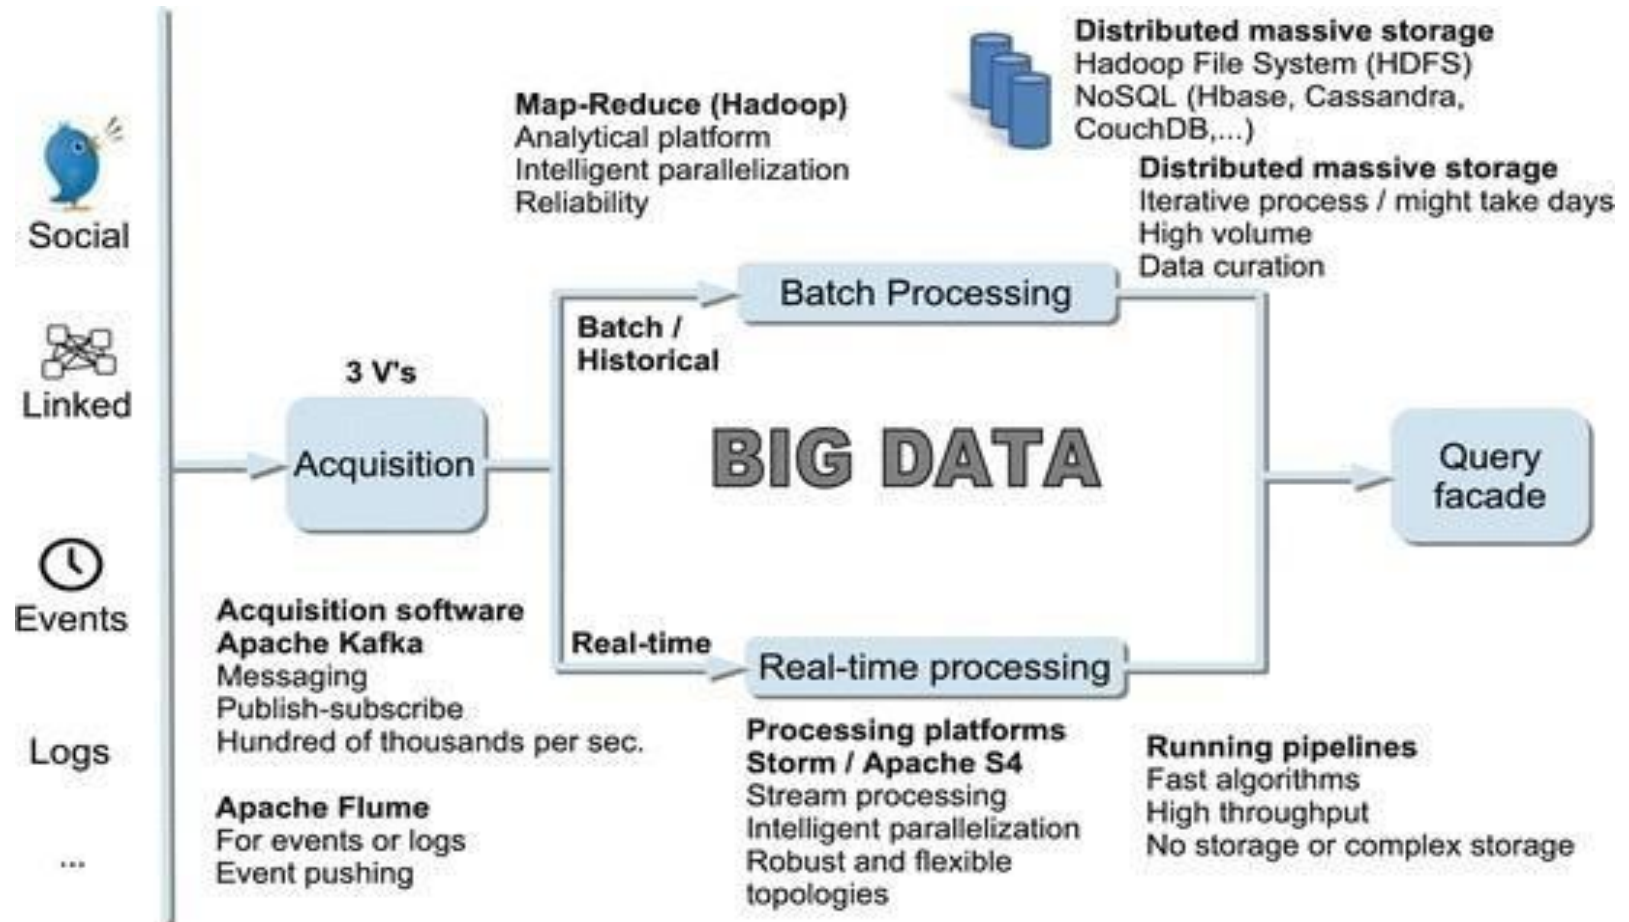 Social
Linked
Events
Logs
...
3 V's
Acquisition
Acquisition software
Apache Kafka
Messaging
Publish-subscribe
Hundred of thousands per sec.
Apache Flume
For events or logs
Event pushing
Map-Reduce (Hadoop)
Analytical platform
Intelligent parallelization
Reliability
Distributed massive storage
Hadoop File System (HDFS)
NoSQL (Hbase, Cassandra,
CouchDB,...)
Distributed massive storage
Iterative process / might take days
High volume
Data curation
Batch Processing
Batch /
Historical
BIG DATA
Query
facade
Real-time
Real-time processing
Processing platforms
Storm / Apache S4
Stream processing
Intelligent parallelization
Robust and flexible
topologies
Running pipelines
Fast algorithms
High throughput
No storage or complex storage